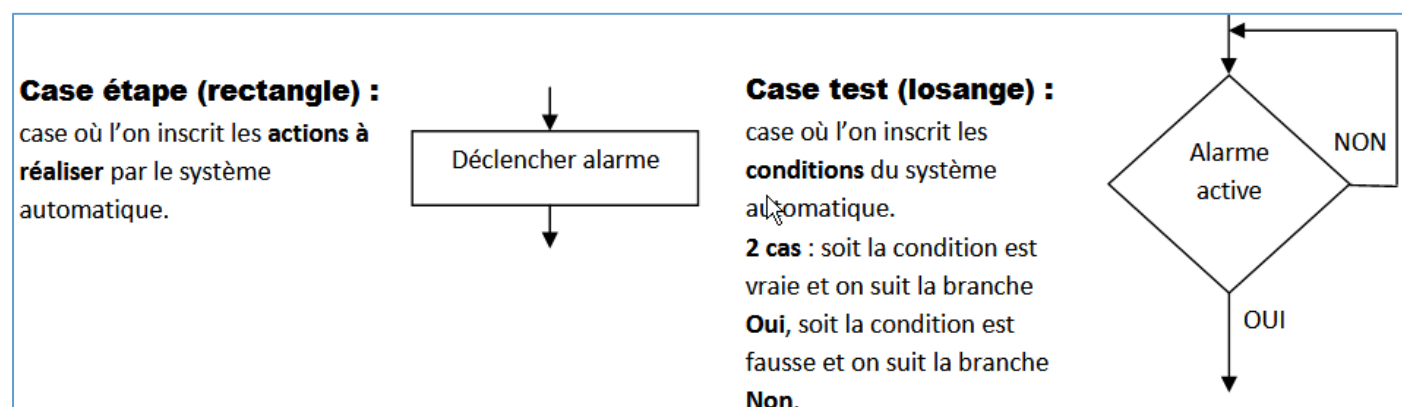 Case étape (rectangle) :
case où l'on inscrit les actions à
réaliser par le système
automatique.
Déclencher alarme
Case test (losange) :
case où l'on inscrit les
conditions du système
automatique.
2 cas : soit la condition est
vraie et on suit la branche
Oui, soit la condition est
fausse et on suit la branche
Non.
Alarme
active
NON
OUI